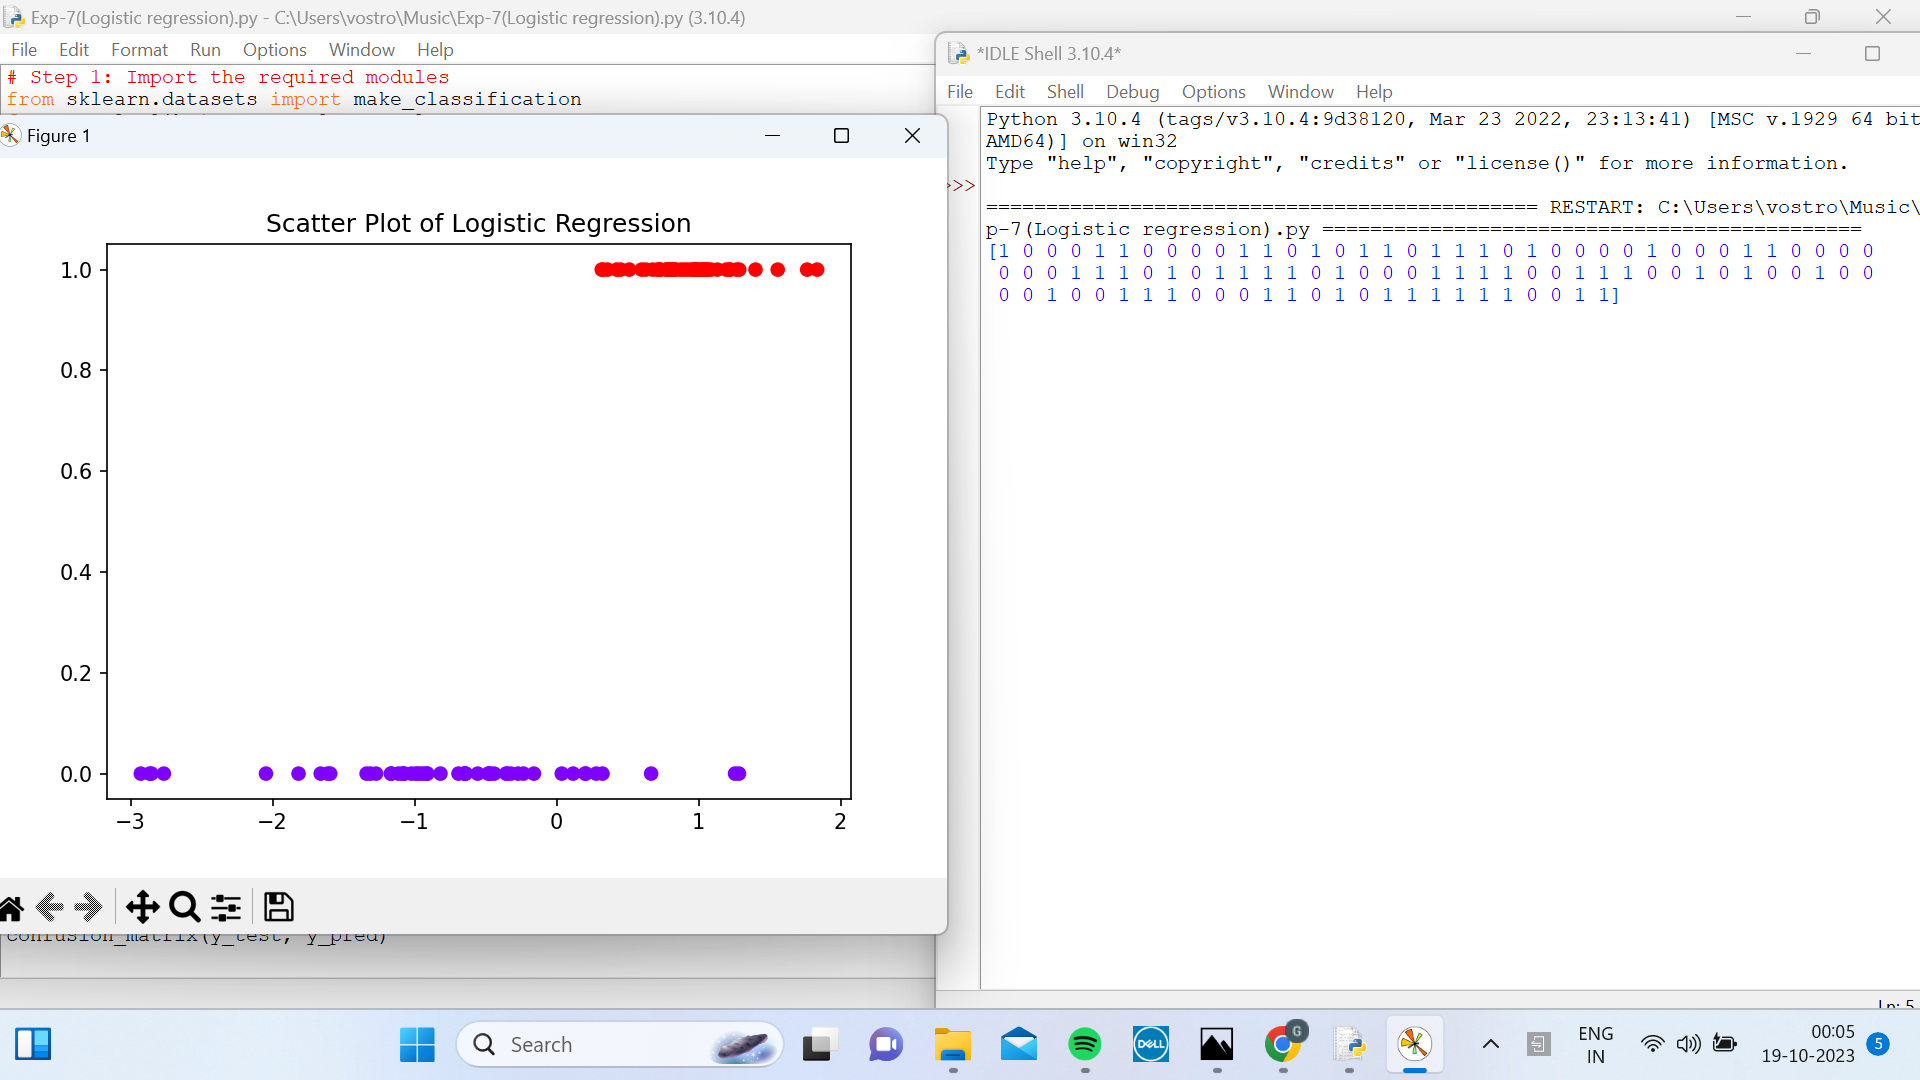 Exp-7(Logistic regression).py - C:\Users\vostro\Music\Exp-7(Logistic regression).py (3.10.4)
File Edit Format Run Options Window Help
# Step 1: Import the required modules
from sklearn.datasets import make_classification
Figure 1
Scatter Plot of Logistic Regression
1.0
0.8
0.6
0.4
0.2
0.0
−3 −2 −1 0 1 2
confusion_matrix(y_test, y_pred)
*IDLE Shell 3.10.4*
File Edit Shell Debug Options Window Help
Python 3.10.4 (tags/v3.10.4:9d38120, Mar 23 2022, 23:13:41) [MSC v.1929 64 bit
AMD64)] on win32
Type "help", "copyright", "credits" or "license()" for more information.
>>>
============================================== RESTART: C:\Users\vostro\Music\
p-7(Logistic regression).py =============================================
[1 0 0 0 1 1 0 0 0 0 1 1 0 1 0 1 1 0 1 1 1 0 1 0 0 0 0 1 0 0 0 1 1 0 0 0 0
0 0 0 1 1 1 0 1 0 1 1 1 1 0 1 0 0 0 1 1 1 1 0 0 1 1 1 0 0 1 0 1 0 0 1 0 0
0 0 1 0 0 1 1 1 0 0 0 1 1 0 1 0 1 1 1 1 1 1 0 0 1 1]
Ln: 5
Search
DELL
G
ENG
IN
00:05
19-10-2023
5